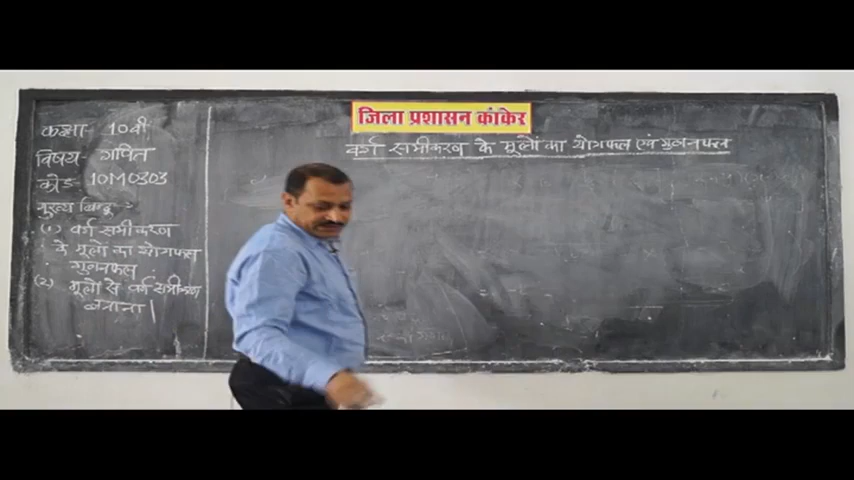 जिला प्रशासन कांकेर
वर्ग समीकरण के मूलों का योगफल एवं गुणनफल
कक्षा - 10वीं
विषय - गणित
कोड - 10M0303
मुख्य बिन्दु :-
(1) वर्ग समीकरण
के मूलों का योगफल
गुणनफल
(2) मूलों से वर्ग समीकरण
बनाना।